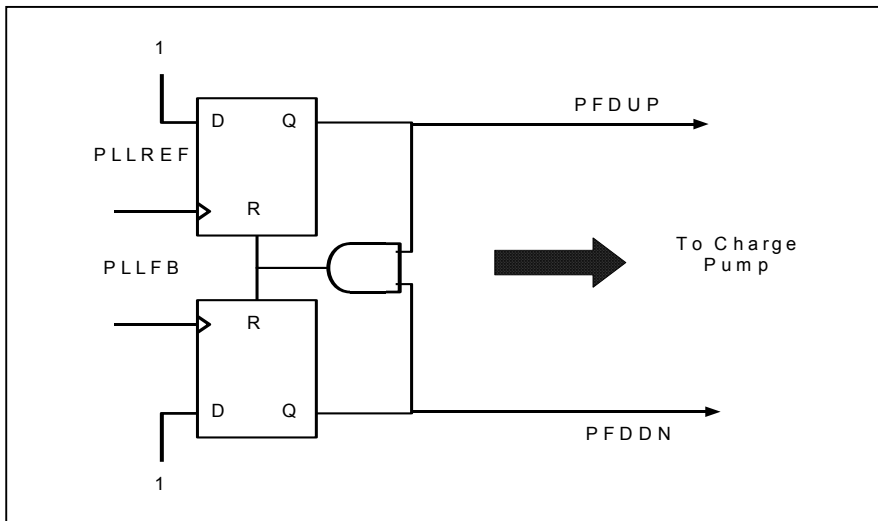 1
D Q
PFDUP
PLLREF
R
To Charge
Pump
PLLFB
R
D Q
PFDDN
1